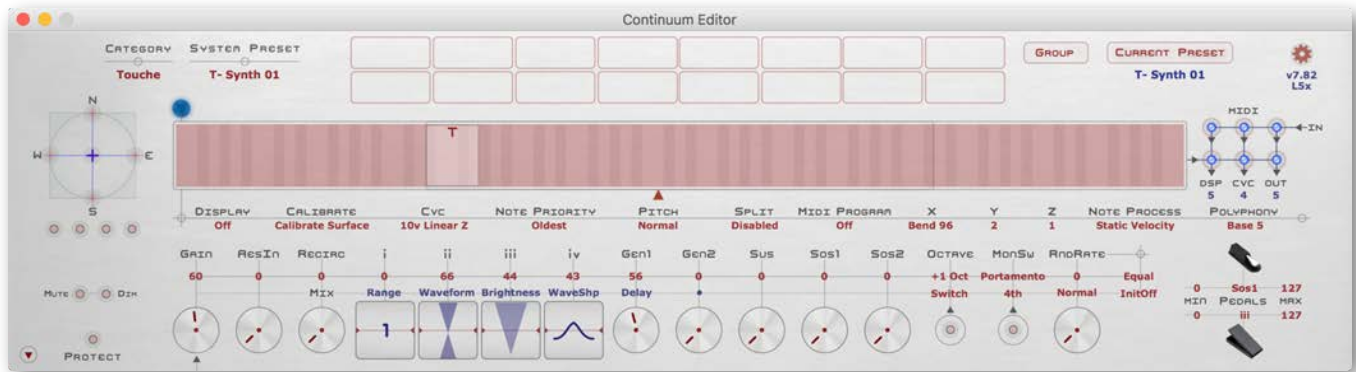 Continuum Editor
Category System Preset Group Current Preset
Touche T- Synth 01 T- Synth 01 v7.82
L5x
N
MIDI
T
IN
W E
DSP CVC OUT
S 5 4 5
Display Calibrate Cvc Note Priority Pitch Split Midi Program X Y Z Note Process Polyphony
Off Calibrate Surface 10v Linear Z Oldest Normal Disabled Off Bend 96 2 1 Static Velocity Base 5
Gain ResIn Recirc i ii iii iv Gen1 Gen2 Sus Sos1 Sos2 Octave MonSw RndRate
60 0 0 0 66 44 43 56 0 0 0 0 +1 Oct Portamento 0 Equal
Mute Dim Mix Range Waveform Brightness WaveShp Delay Switch 4th Normal InitOff
0 Sos1 127
Min Pedals Max
0 iii 127
1
Protect